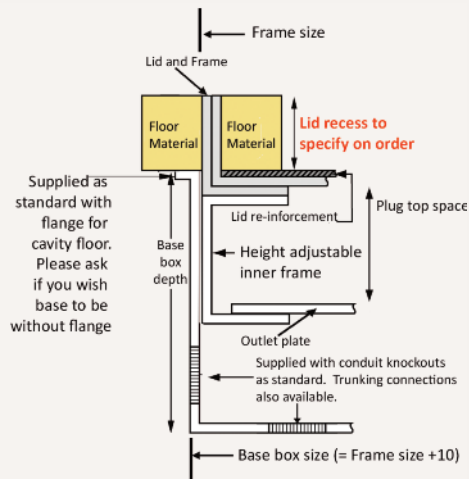 Frame size
Lid and Frame
Floor
Material
Floor
Material
Lid recess to
specify on order
Supplied as
standard with
flange for
cavity floor.
Please ask
if you wish
base to be
without flange
Base
box
depth
Lid re-inforcement
Plug top space
Height adjustable
inner frame
Outlet plate
Supplied with conduit knockouts
as standard. Trunking connections
also available.
Base box size (= Frame size +10)